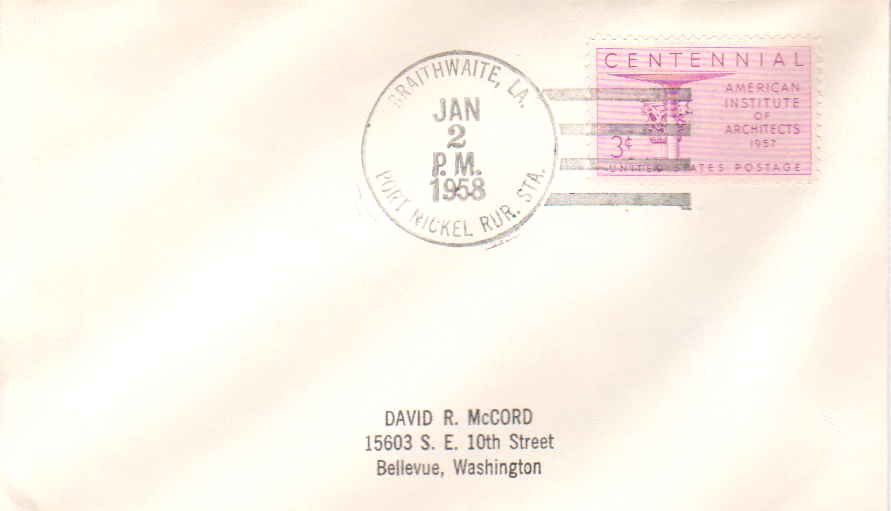 BRAITHWAITE, LA.
JAN
2
P.M.
1958
PORT NICKEL RUR. STA.
CENTENNIAL
AMERICAN
INSTITUTE
OF
ARCHITECTS
1957
3¢
UNITED STATES POSTAGE
DAVID R. McCORD
15603 S. E. 10th Street
Bellevue, Washington